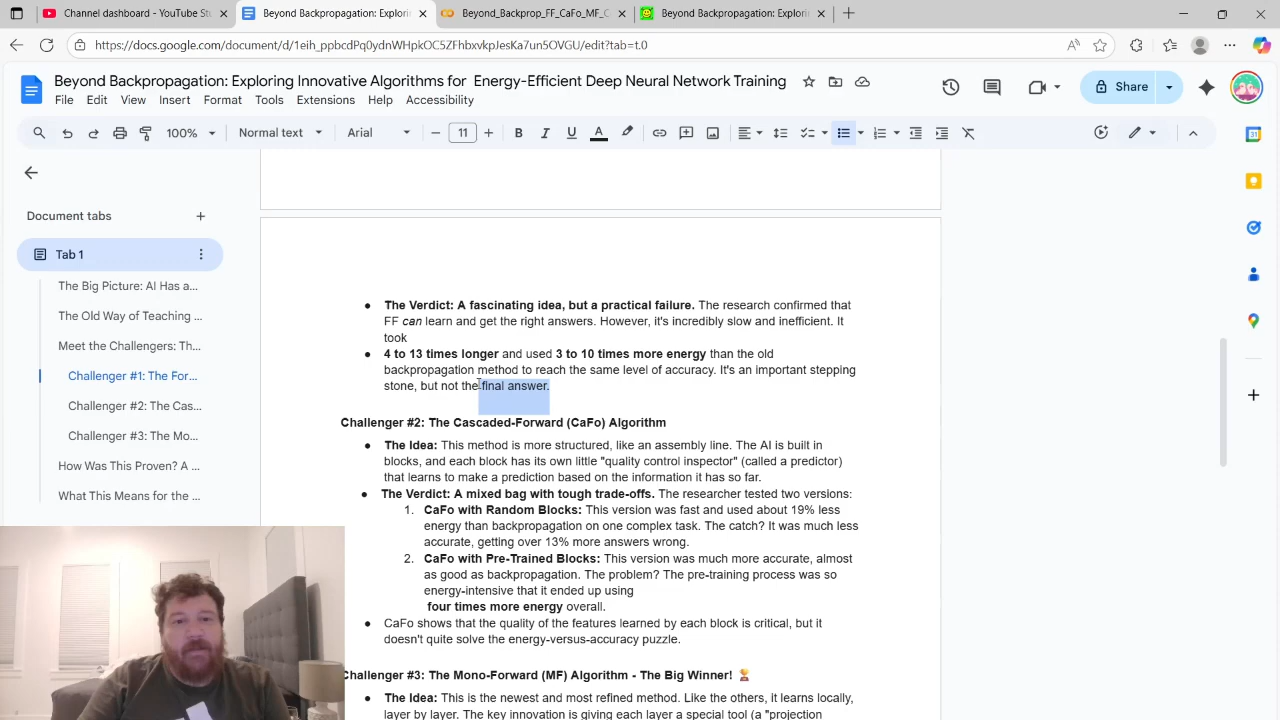 Channel dashboard - YouTube St
Beyond Backpropagation: Explorin
Beyond_Backprop_FF_CaFo_MF_C
Beyond Backpropagation: Explorin
https://docs.google.com/document/d/1eih_ppbcdPq0ydnWHpkOC5ZFhbxvkpJesKa7un5OVGU/edit?tab=t.0
Beyond Backpropagation: Exploring Innovative Algorithms for Energy-Efficient Deep Neural Network Training
File Edit View Insert Format Tools Extensions Help Accessibility
Share
100% Normal text Arial 11 B I U A
Document tabs
Tab 1
The Big Picture: AI Has a...
The Old Way of Teaching ...
Meet the Challengers: Th...
Challenger #1: The For...
Challenger #2: The Cas...
Challenger #3: The Mo...
How Was This Proven? A ...
What This Means for the ...
● The Verdict: A fascinating idea, but a practical failure. The research confirmed that
FF can learn and get the right answers. However, it's incredibly slow and inefficient. It
took
● 4 to 13 times longer and used 3 to 10 times more energy than the old
backpropagation method to reach the same level of accuracy. It's an important stepping
stone, but not the final answer.
Challenger #2: The Cascaded-Forward (CaFo) Algorithm
● The Idea: This method is more structured, like an assembly line. The AI is built in
blocks, and each block has its own little "quality control inspector" (called a predictor)
that learns to make a prediction based on the information it has so far.
● The Verdict: A mixed bag with tough trade-offs. The researcher tested two versions:
1. CaFo with Random Blocks: This version was fast and used about 19% less
energy than backpropagation on one complex task. The catch? It was much less
accurate, getting over 13% more answers wrong.
2. CaFo with Pre-Trained Blocks: This version was much more accurate, almost
as good as backpropagation. The problem? The pre-training process was so
energy-intensive that it ended up using
four times more energy overall.
● CaFo shows that the quality of the features learned by each block is critical, but it
doesn't quite solve the energy-versus-accuracy puzzle.
Challenger #3: The Mono-Forward (MF) Algorithm - The Big Winner! 🏆
● The Idea: This is the newest and most refined method. Like the others, it learns locally,
layer by layer. The key innovation is giving each layer a special tool (a "projection